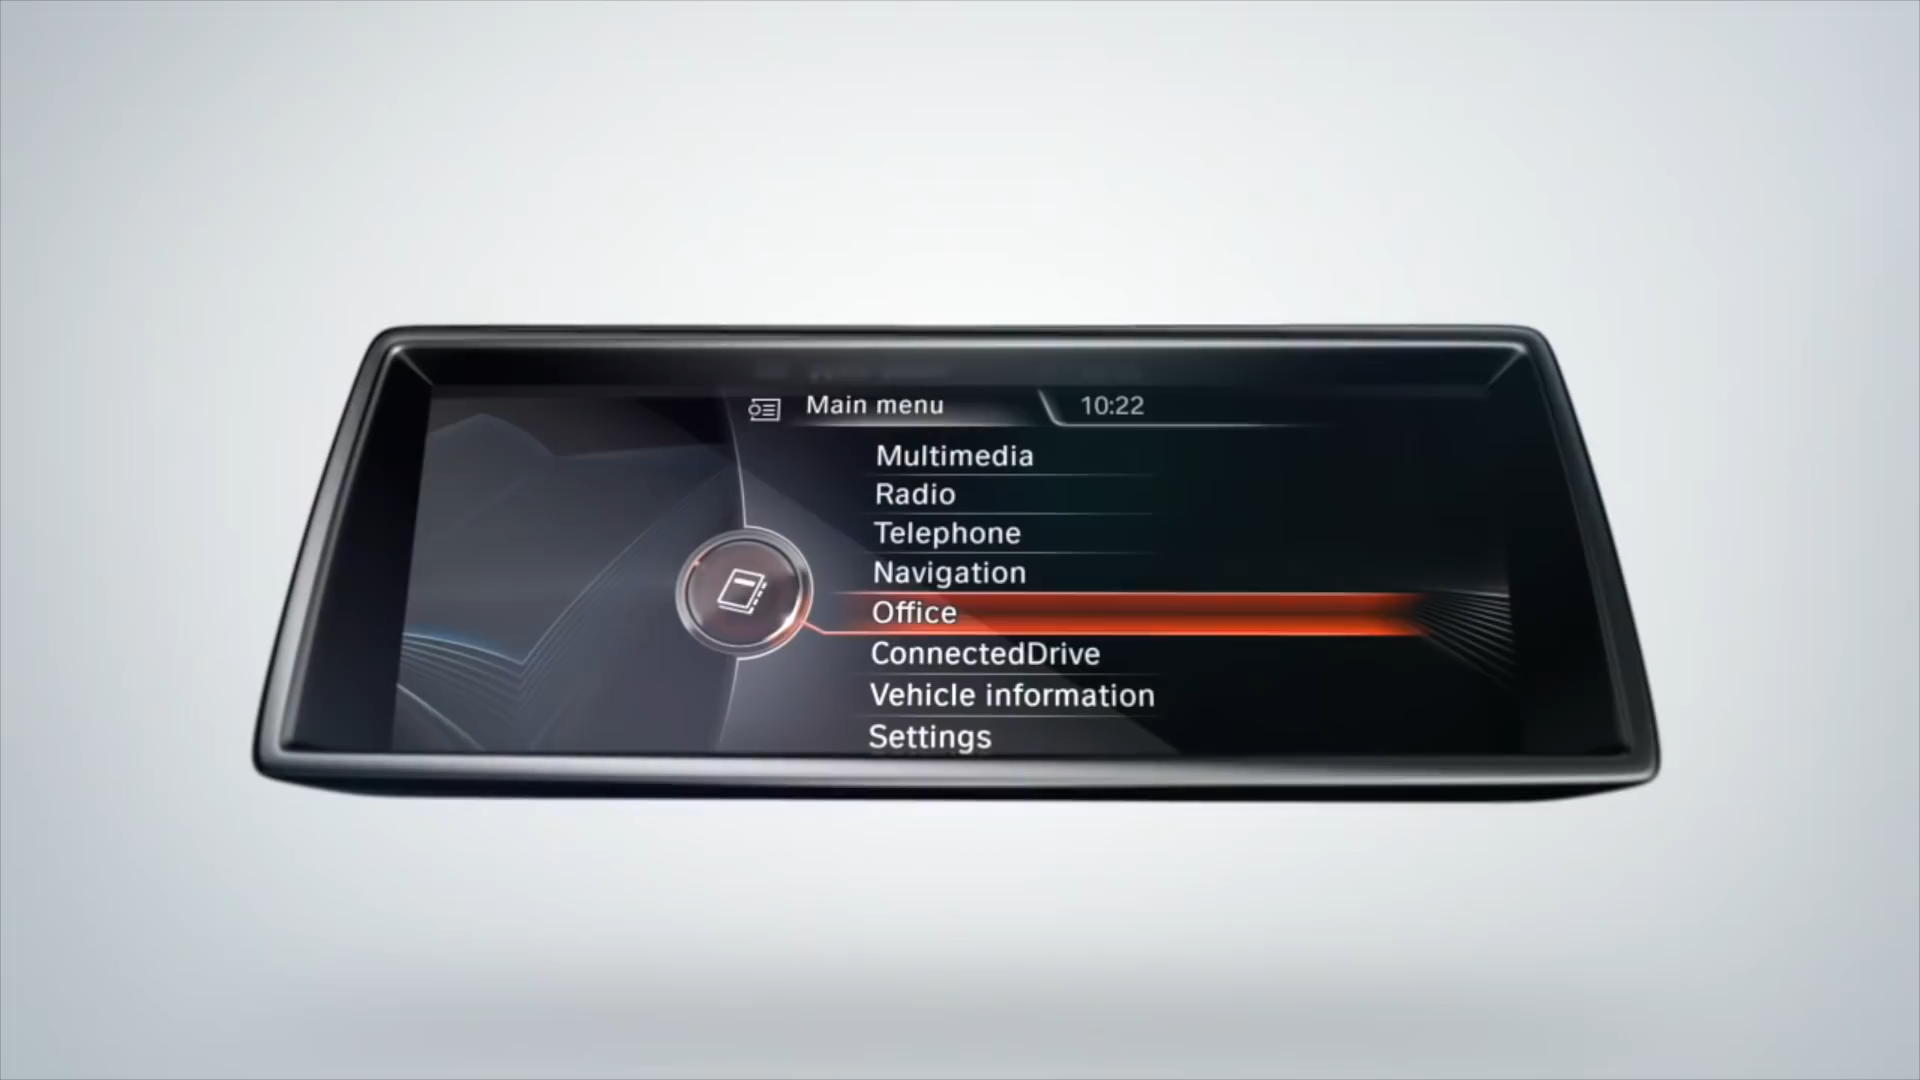 Main menu 10:22
Multimedia
Radio
Telephone
Navigation
Office
ConnectedDrive
Vehicle information
Settings